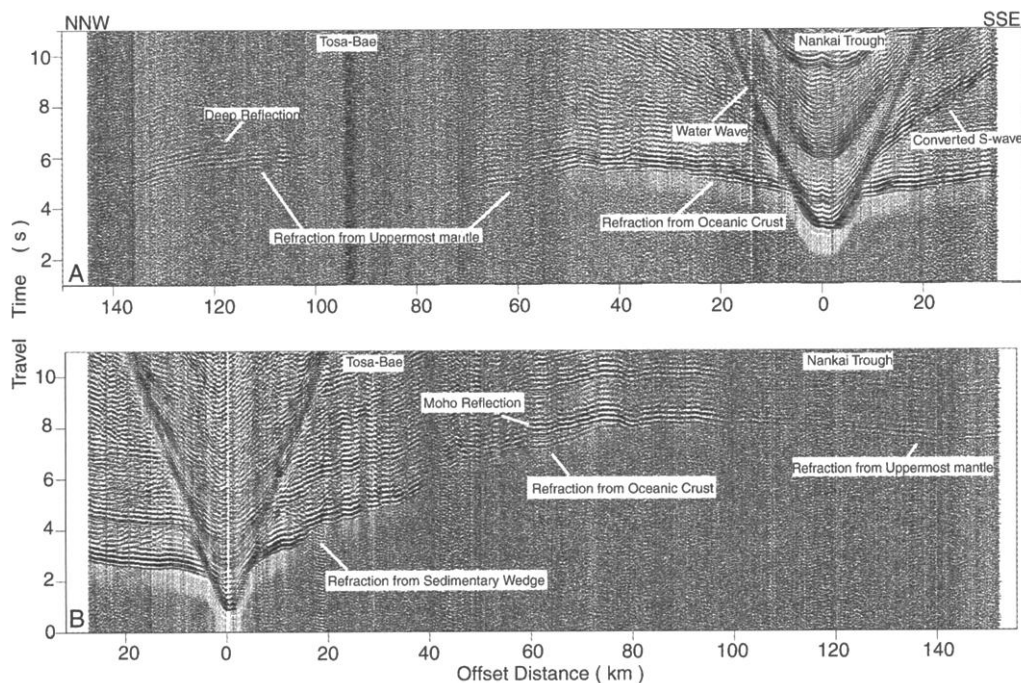 NNW SSE
Tosa-Bae Nankai Trough
10
Deep Reflection
8
Water Wave Converted S-wave
6
Refraction from Oceanic Crust
4
Refraction from Uppermost mantle
2
A
140 120 100 80 60 40 20 0 20
Travel Time ( s )
Tosa-Bae Nankai Trough
10
Moho Reflection
8
Refraction from Uppermost mantle
6
Refraction from Oceanic Crust
4
Refraction from Sedimentary Wedge
2
B
0
20 0 20 40 60 80 100 120 140
Offset Distance ( km )